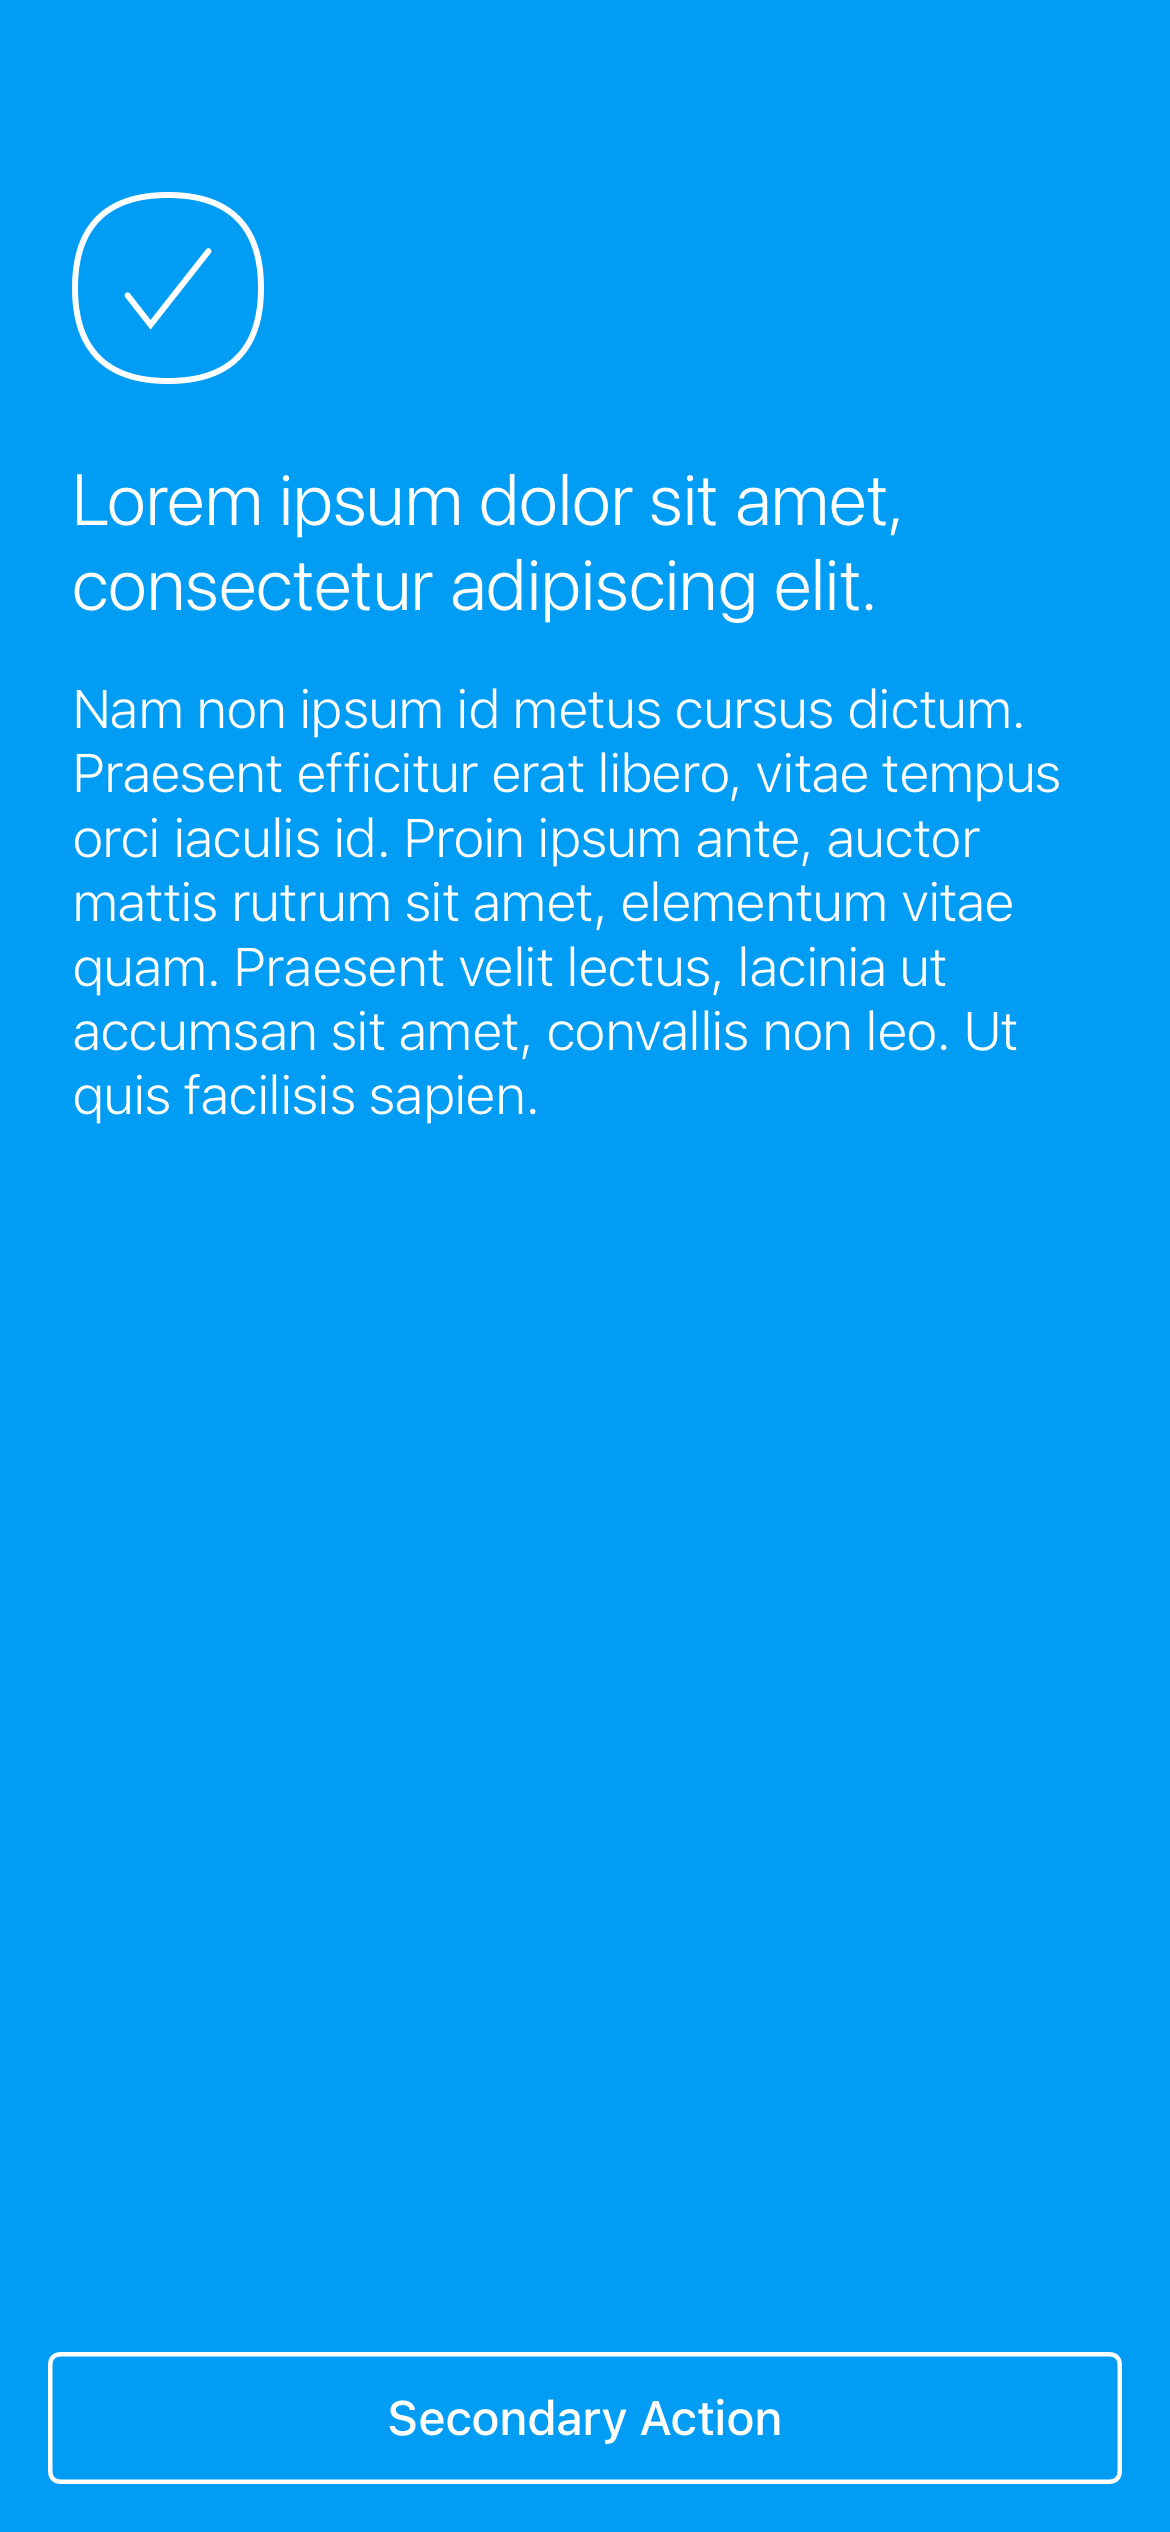 Lorem ipsum dolor sit amet,
consectetur adipiscing elit.
Nam non ipsum id metus cursus dictum.
Praesent efficitur erat libero, vitae tempus
orci iaculis id. Proin ipsum ante, auctor
mattis rutrum sit amet, elementum vitae
quam. Praesent velit lectus, lacinia ut
accumsan sit amet, convallis non leo. Ut
quis facilisis sapien.
Secondary Action